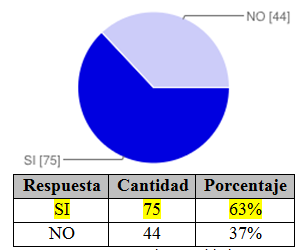 NO [44]
SI [75]
Respuesta Cantidad Porcentaje
SI 75 63%
NO 44 37%